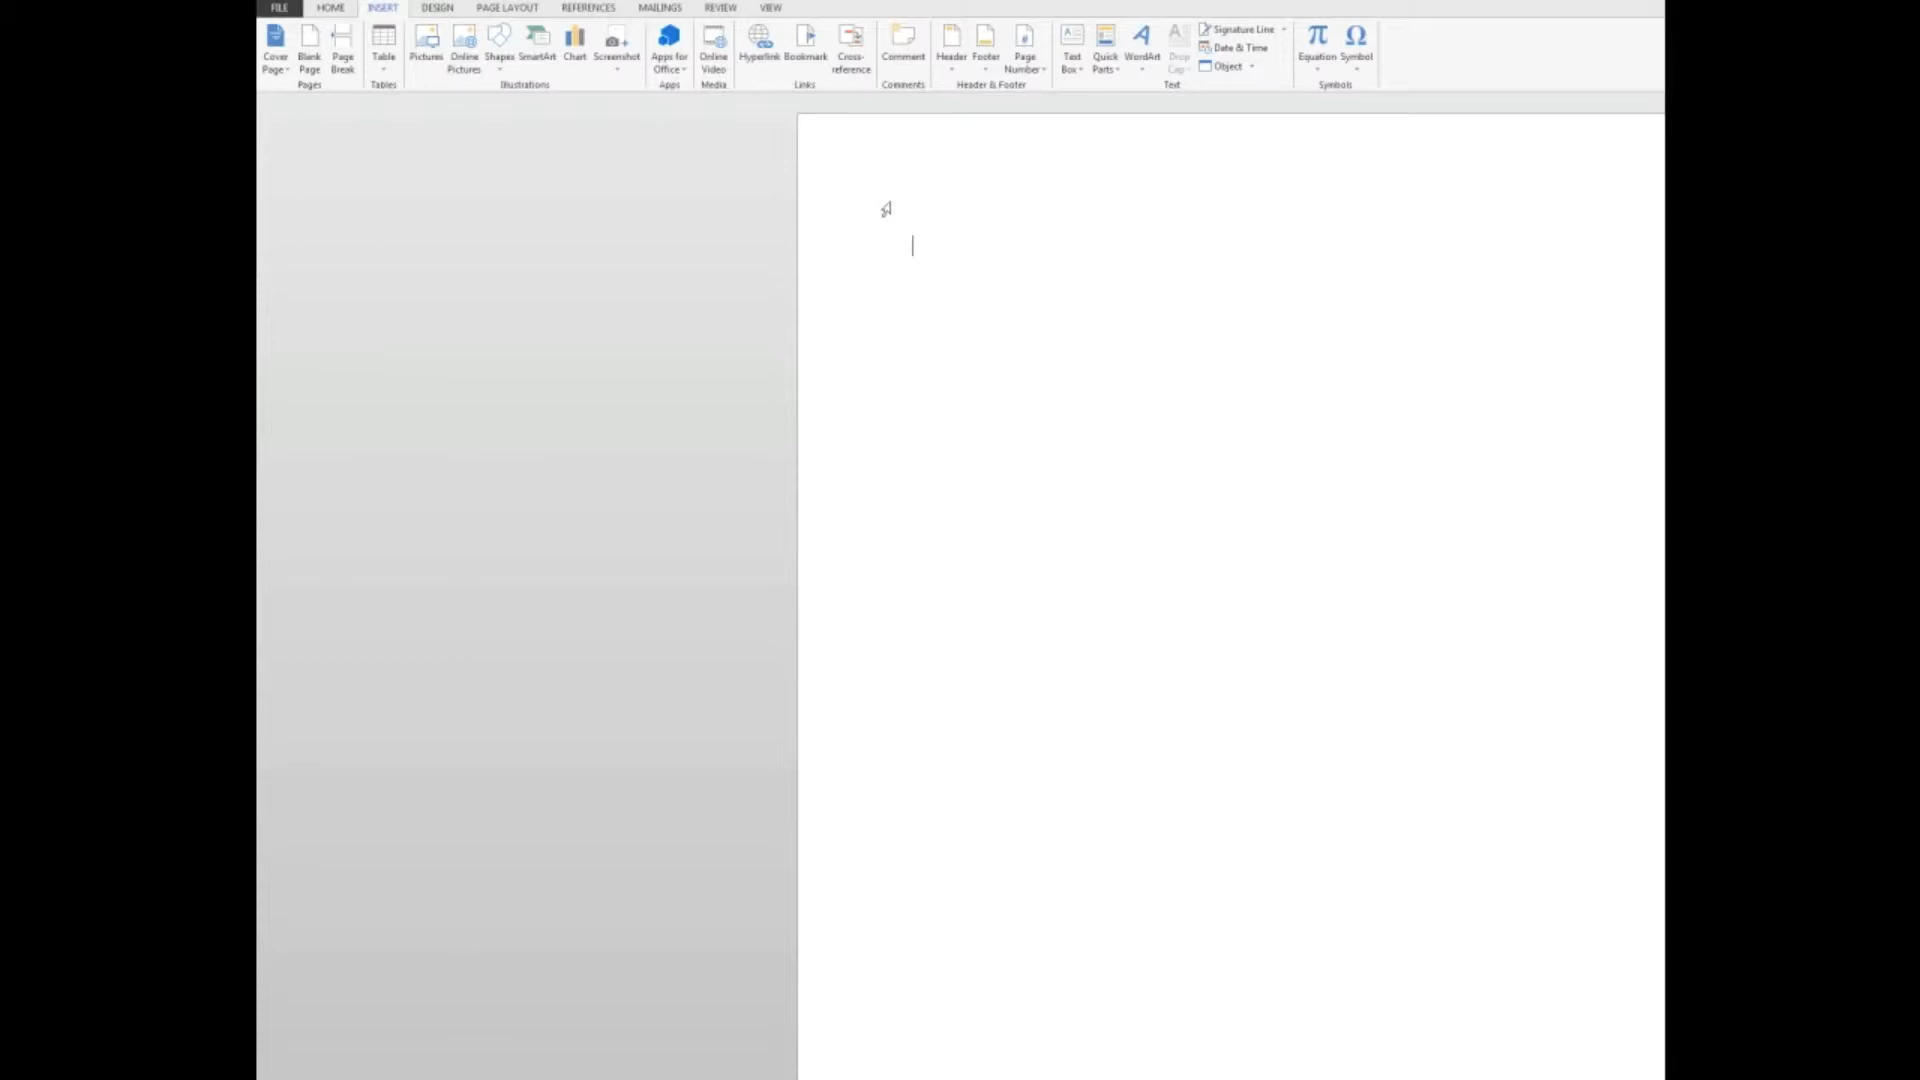 FILE HOME INSERT DESIGN PAGE LAYOUT REFERENCES MAILINGS REVIEW VIEW
Cover Page
Blank Page
Page Break
Pages
Table
Tables
Pictures
Online Pictures
Shapes
SmartArt
Chart
Screenshot
Illustrations
Apps for Office
Apps
Online Video
Media
Hyperlink
Bookmark
Cross-reference
Links
Comment
Comments
Header
Footer
Page Number
Header & Footer
Text Box
Quick Parts
WordArt
Drop Cap
Signature Line
Date & Time
Object
Text
Equation
Symbol
Symbols